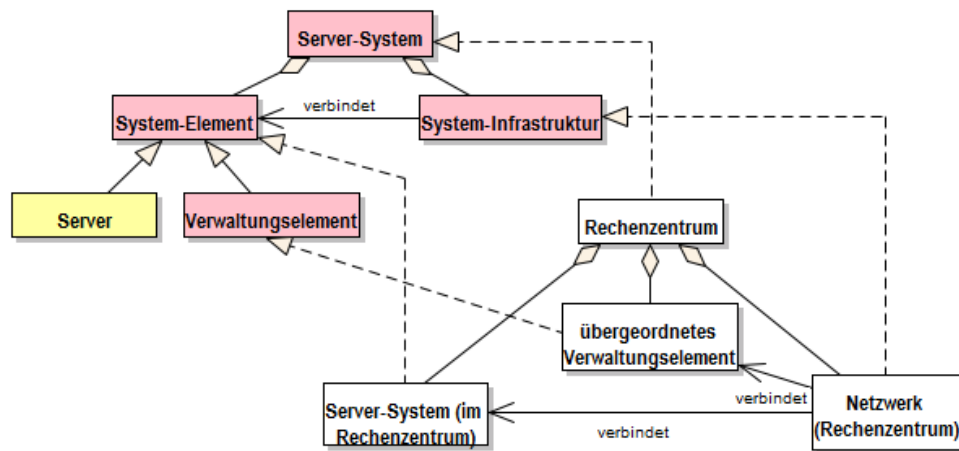 Server-System
verbindet
System-Element
System-Infrastruktur
Server
Verwaltungselement
Rechenzentrum
übergeordnetes
Verwaltungselement
verbindet
Server-System (im
Rechenzentrum)
verbindet
Netzwerk
(Rechenzentrum)